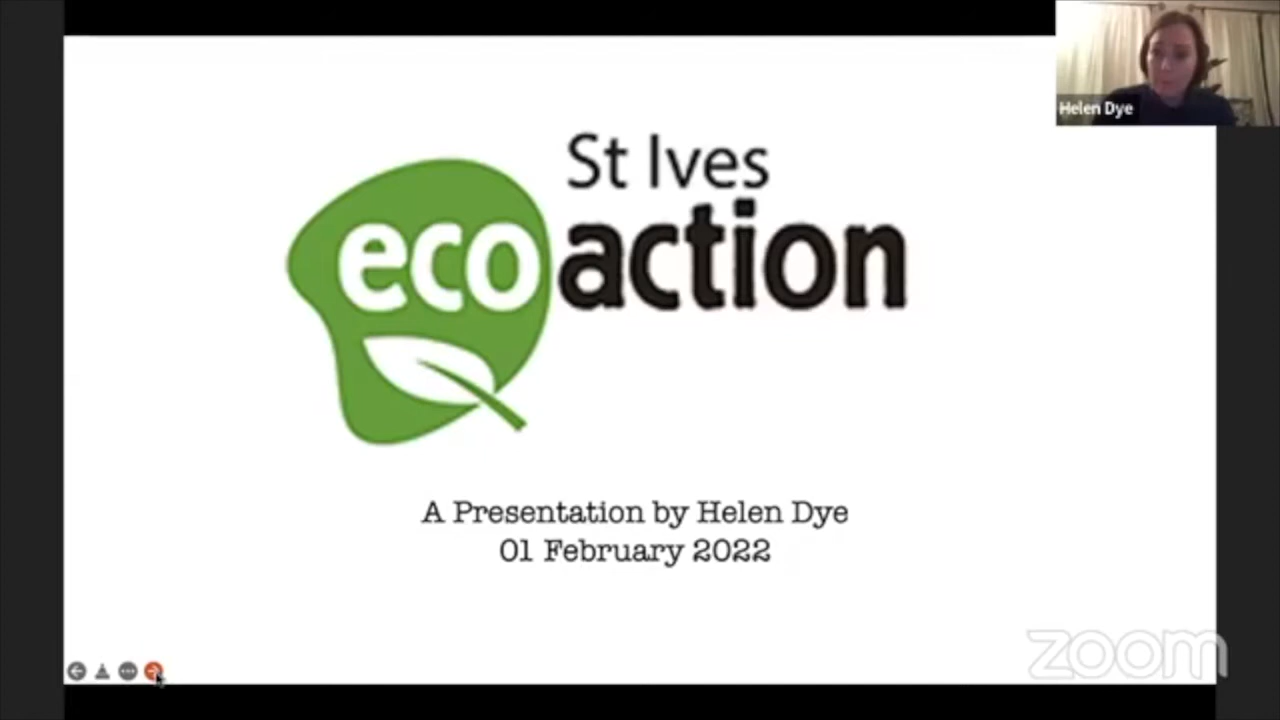 St Ives
eco action
A Presentation by Helen Dye
01 February 2022
Helen Dye
zoom